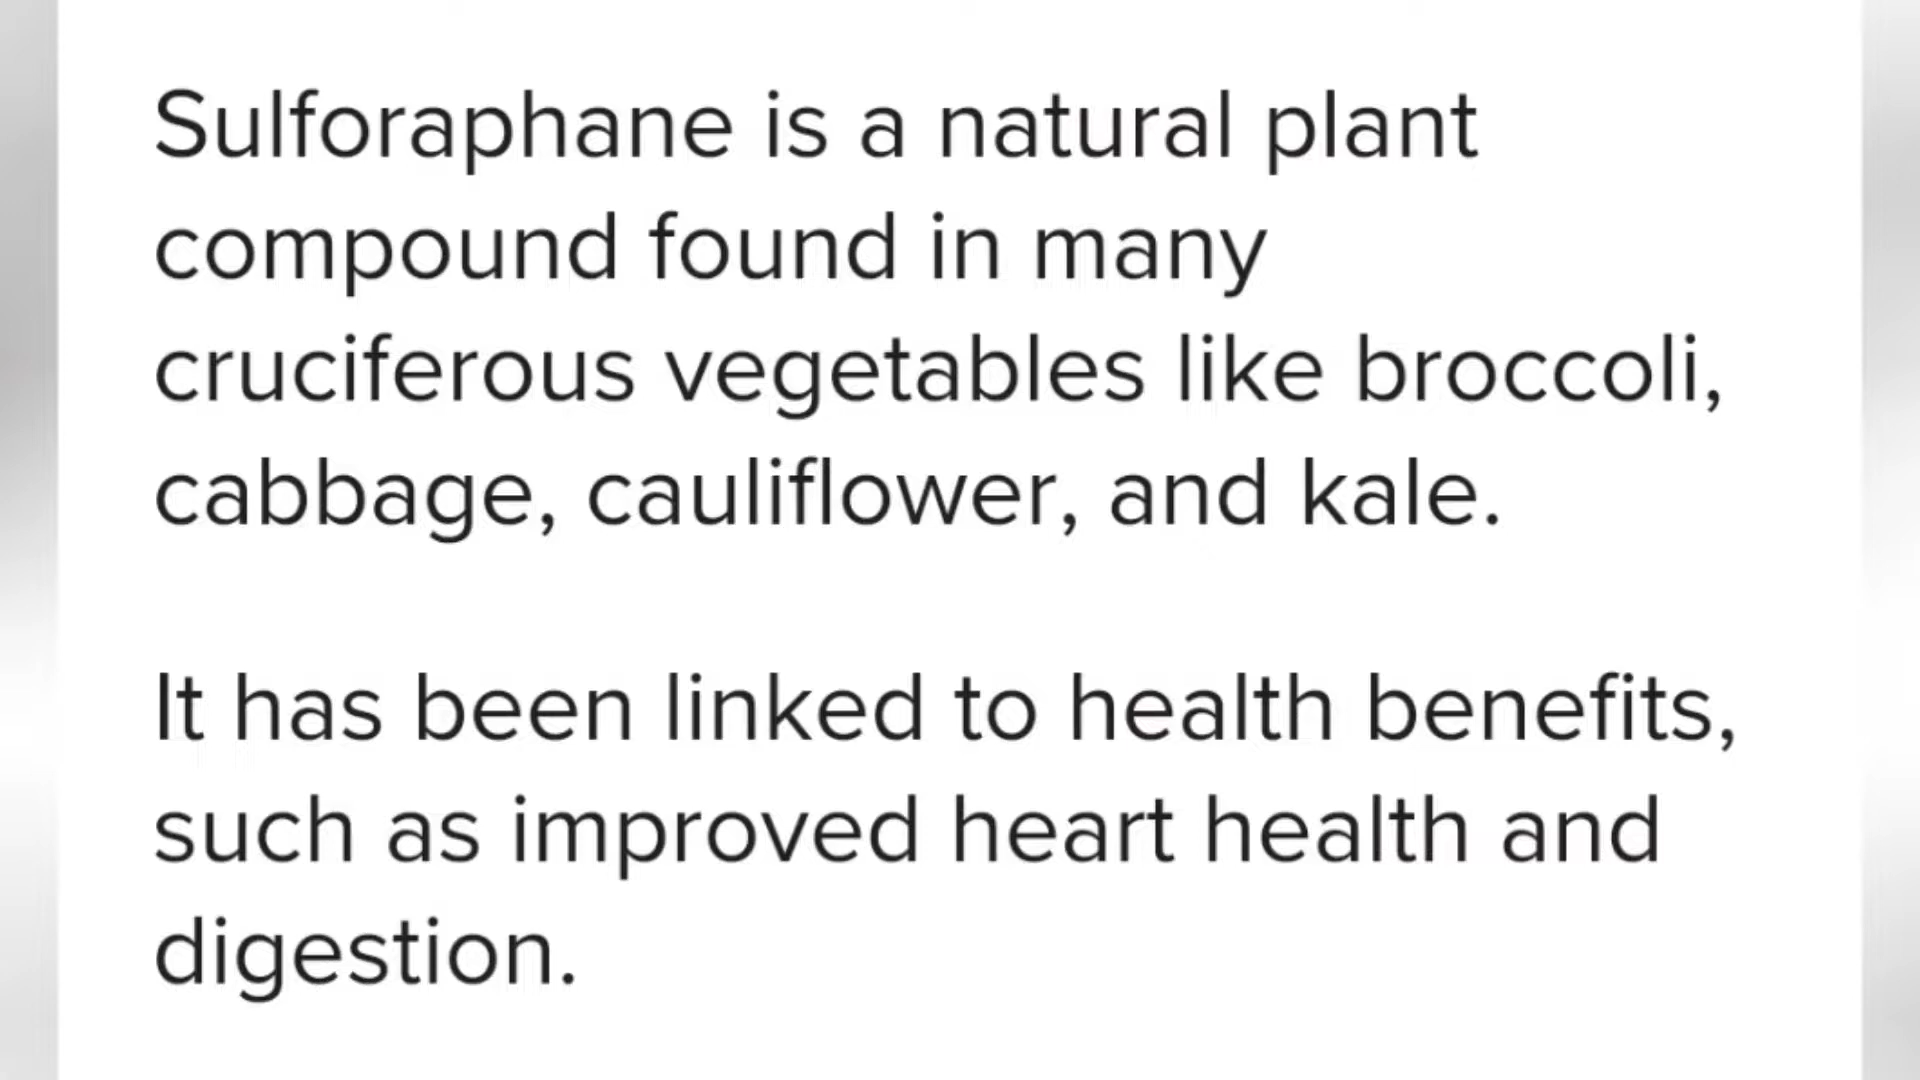 Sulforaphane is a natural plant
compound found in many
cruciferous vegetables like broccoli,
cabbage, cauliflower, and kale.
It has been linked to health benefits,
such as improved heart health and
digestion.